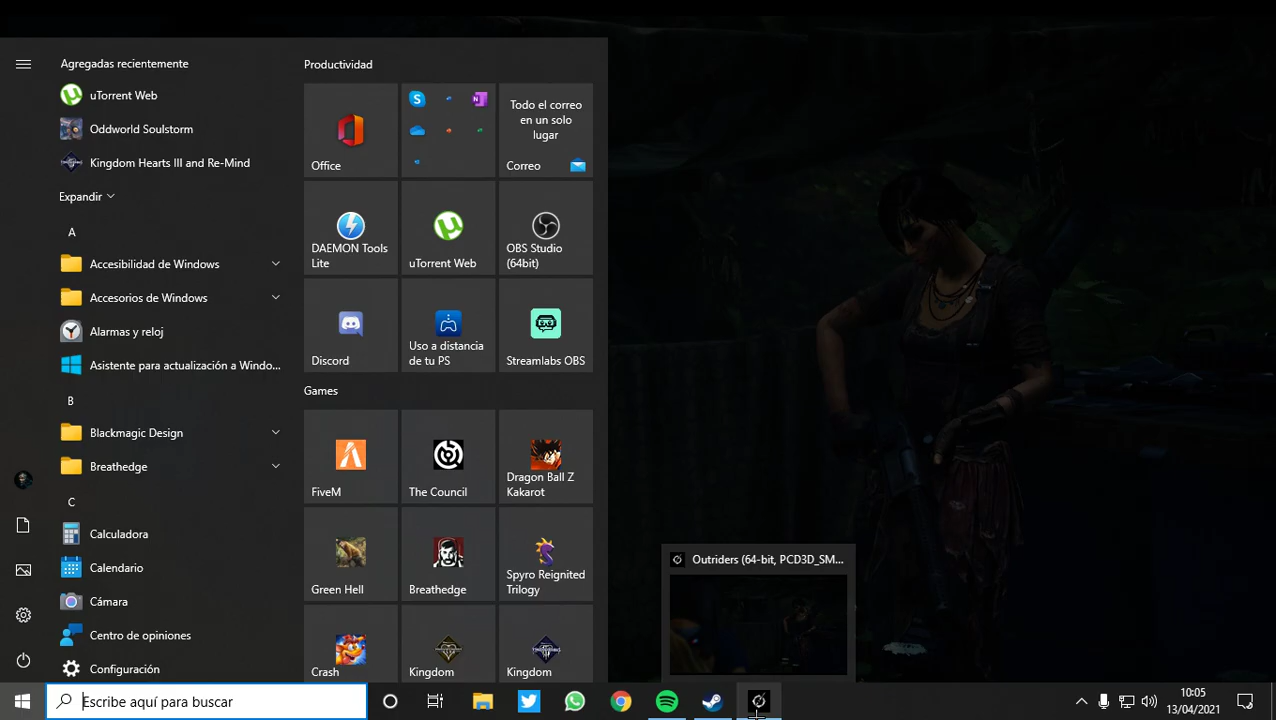 Agregadas recientemente
uTorrent Web
Oddworld Soulstorm
Kingdom Hearts III and Re-Mind
Expandir
A
Accesibilidad de Windows
Accesorios de Windows
Alarmas y reloj
Asistente para actualización a Windo...
B
Blackmagic Design
Breathedge
C
Calculadora
Calendario
Cámara
Centro de opiniones
Configuración
Productividad
Office
Todo el correo
en un solo
lugar
Correo
DAEMON Tools
Lite
uTorrent Web
OBS Studio
(64bit)
Discord
Uso a distancia
de tu PS
Streamlabs OBS
Games
FiveM
The Council
Dragon Ball Z
Kakarot
Green Hell
Breathedge
Spyro Reignited
Trilogy
Crash
Kingdom
Kingdom
Outriders (64-bit, PCD3D_SM...
Escribe aquí para buscar
10:05
13/04/2021